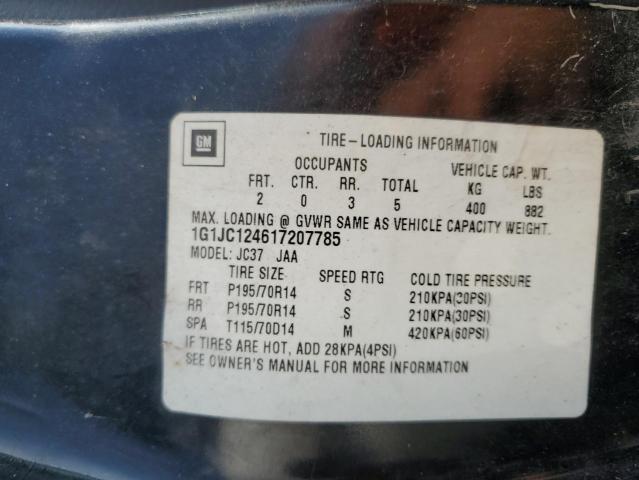 GM
TIRE-LOADING INFORMATION
OCCUPANTS VEHICLE CAP. WT.
FRT. CTR. RR. TOTAL KG LBS
2 0 3 5 400 882
MAX. LOADING @ GVWR SAME AS VEHICLE CAPACITY WEIGHT.
1G1JC124617207785
MODEL: JC37 JAA
TIRE SIZE SPEED RTG COLD TIRE PRESSURE
FRT P195/70R14 S 210KPA(30PSI)
RR P195/70R14 S 210KPA(30PSI)
SPA T115/70D14 M 420KPA(60PSI)
IF TIRES ARE HOT, ADD 28KPA(4PSI)
SEE OWNER'S MANUAL FOR MORE INFORMATION